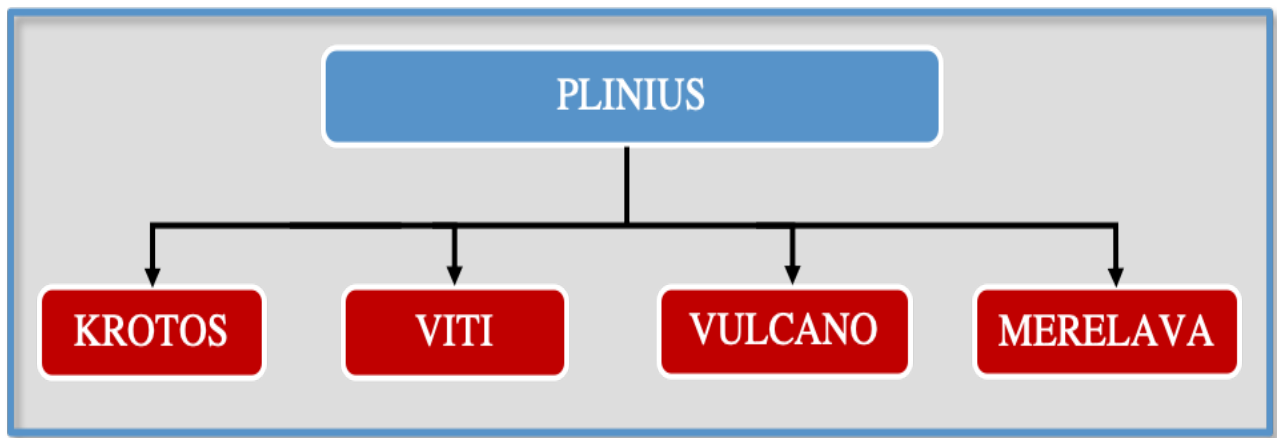 PLINIUS
KROTOS
VITI
VULCANO
MERELAVA